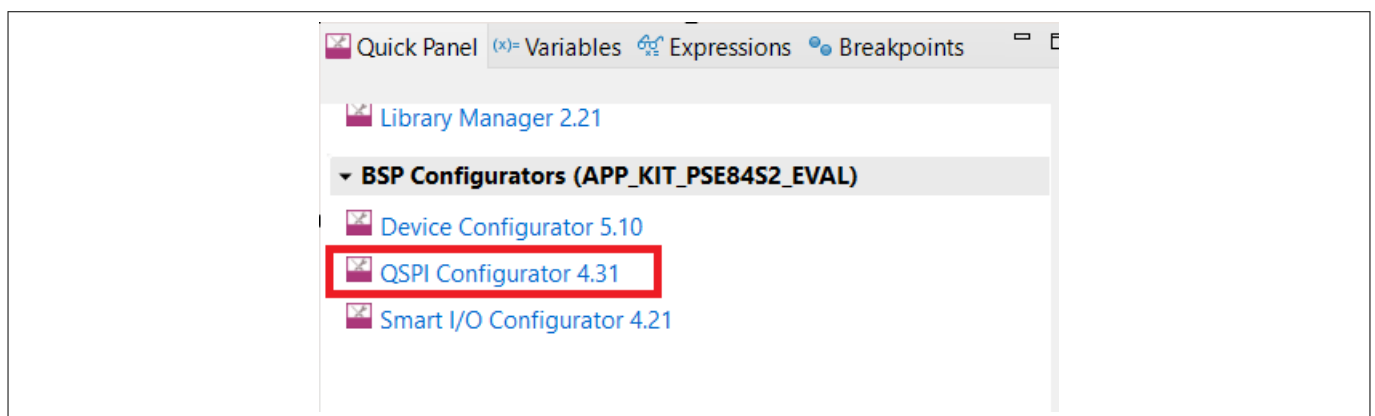 Quick Panel (x)= Variables Expressions Breakpoints
Library Manager 2.21
BSP Configurators (APP_KIT_PSE84S2_EVAL)
Device Configurator 5.10
QSPI Configurator 4.31
Smart I/O Configurator 4.21